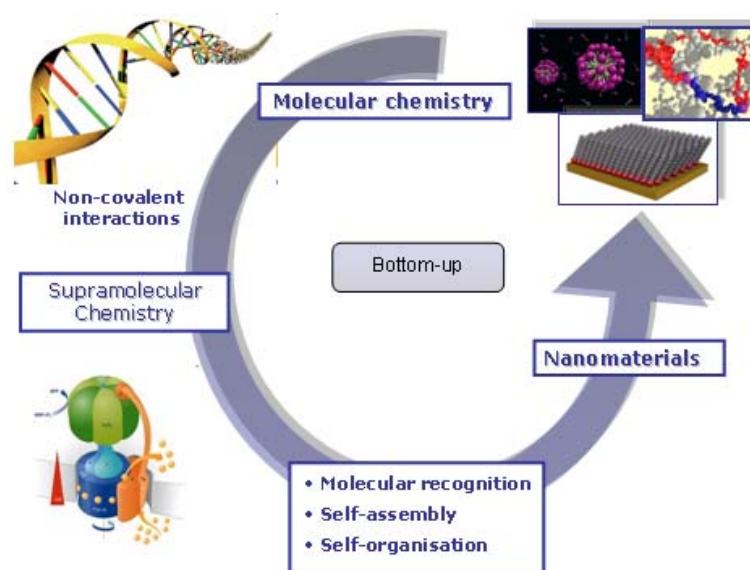 Molecular chemistry
Non-covalent
interactions
Bottom-up
Supramolecular
Chemistry
Nanomaterials
• Molecular recognition
• Self-assembly
• Self-organisation